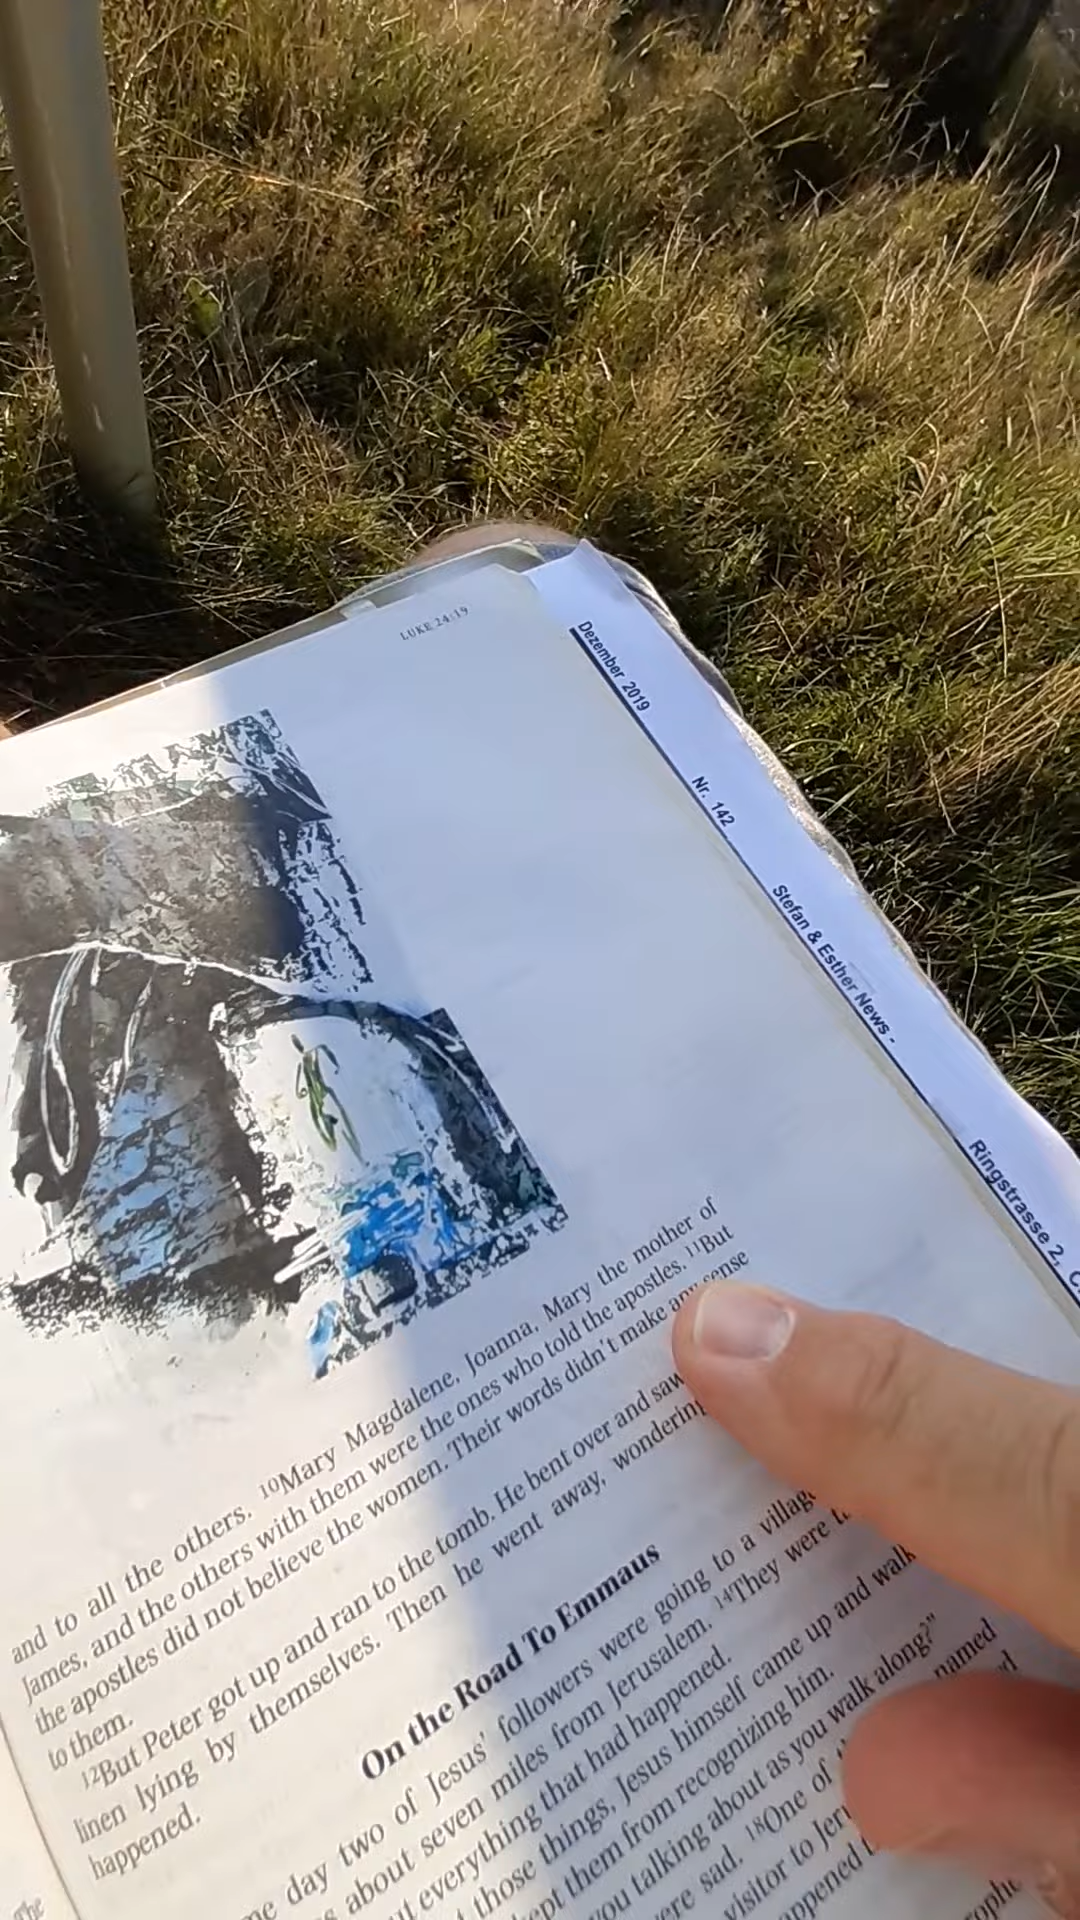 LUKE 24:19
Dezember 2019
Nr. 142
Stefan & Esther News -
Ringstrasse 2,
and to all the others. 10Mary Magdalene, Joanna, Mary the mother of
James, and the others with them were the ones who told the apostles. 11But
the apostles did not believe the women. Their words didn't make any sense
to them.
12But Peter got up and ran to the tomb. He bent over and saw
linen lying by themselves. Then he went away, wondering
happened.
On the Road To Emmaus
day two of Jesus' followers were going to a village
about seven miles from Jerusalem. 14They were
everything that had happened.
those things, Jesus himself came up and
them from recognizing him.
you talking about as you walk along?"
sad. 18One of named
visitor to
The